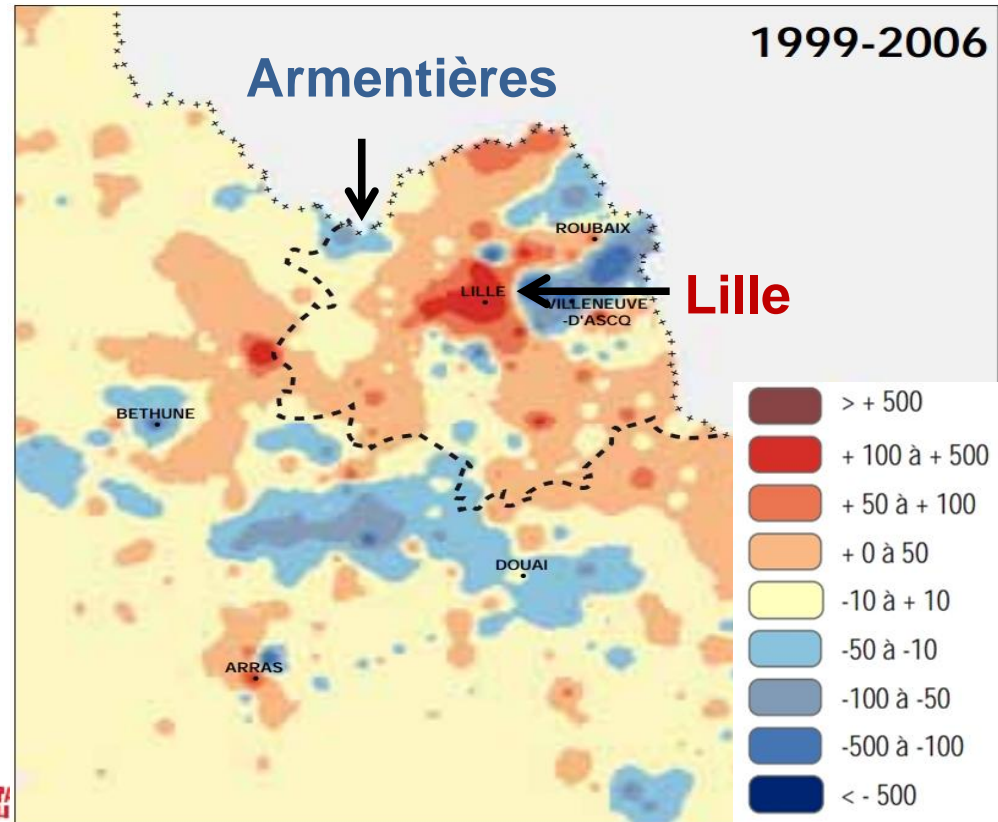 1999-2006
Armentières
ROUBAIX
LILLE
Lille
VILLENEUVE
-D'ASCQ
BETHUNE
DOUAI
ARRAS
> + 500
+ 100 à + 500
+ 50 à + 100
+ 0 à 50
-10 à + 10
-50 à -10
-100 à -50
-500 à -100
< - 500